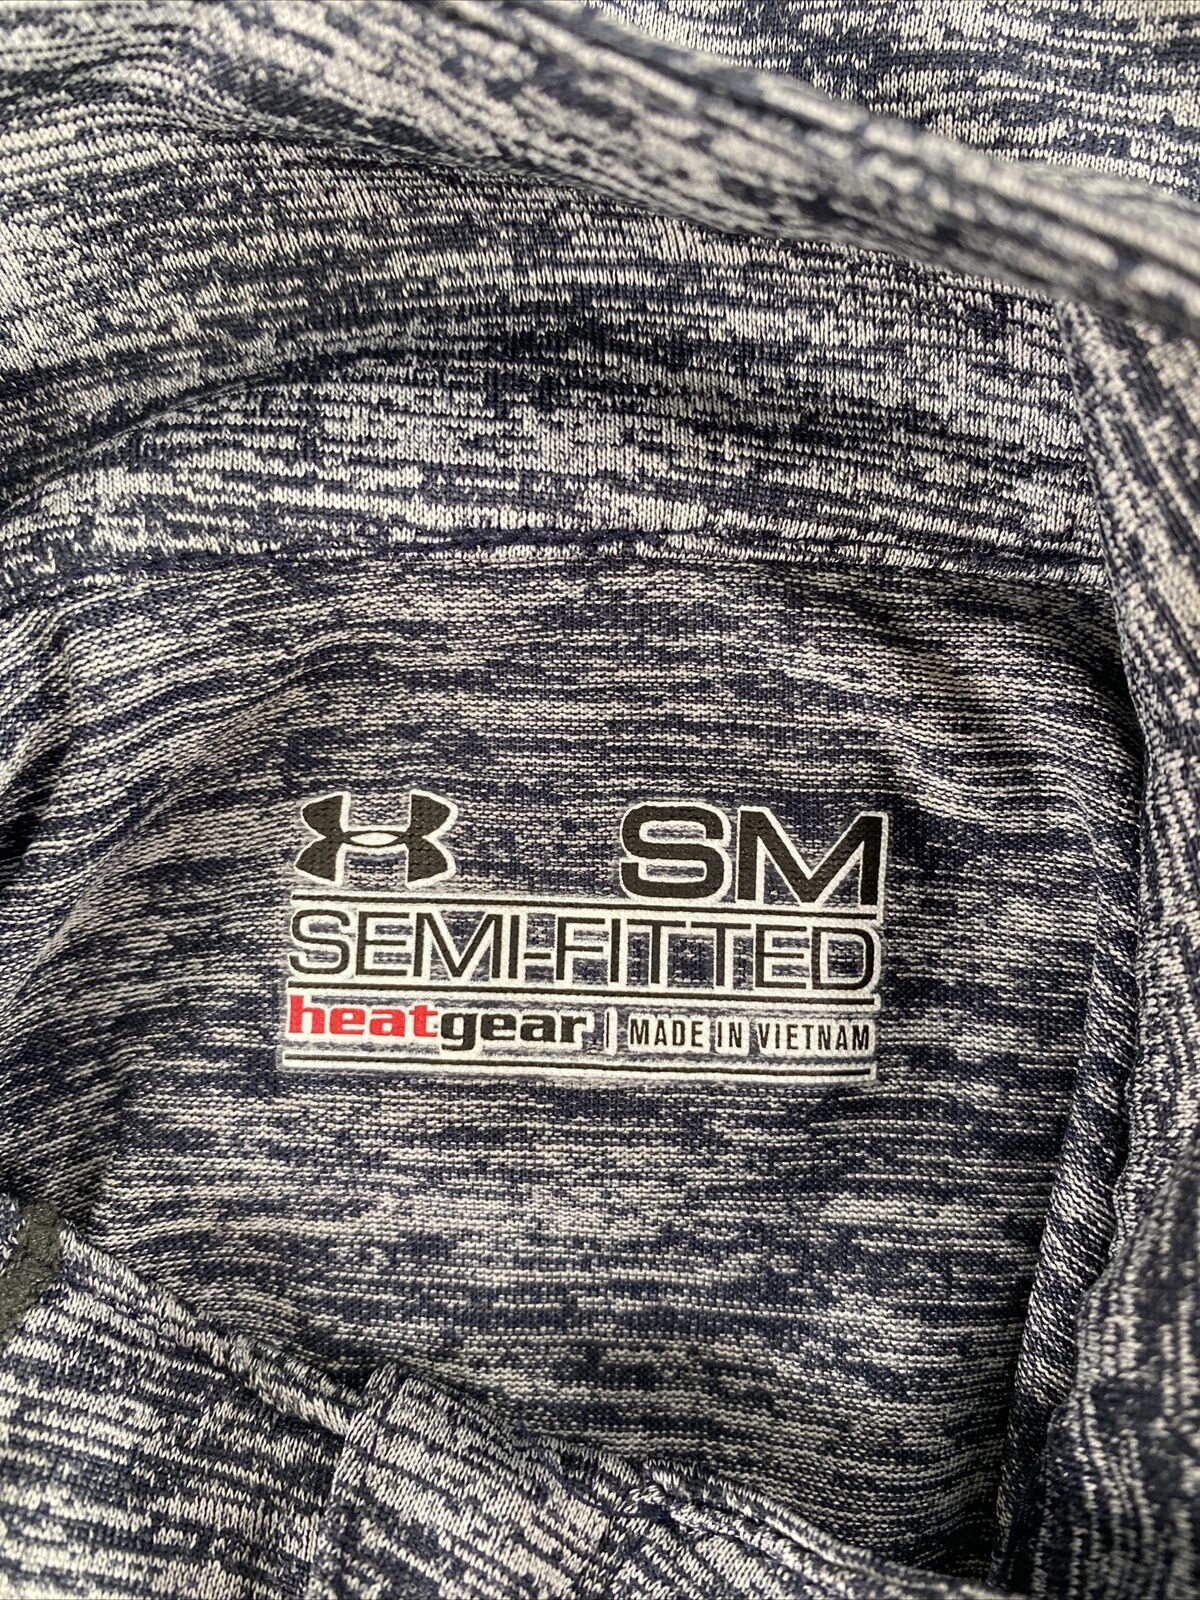 SM
SEMI-FITTED
heatgear | MADE IN VIETNAM